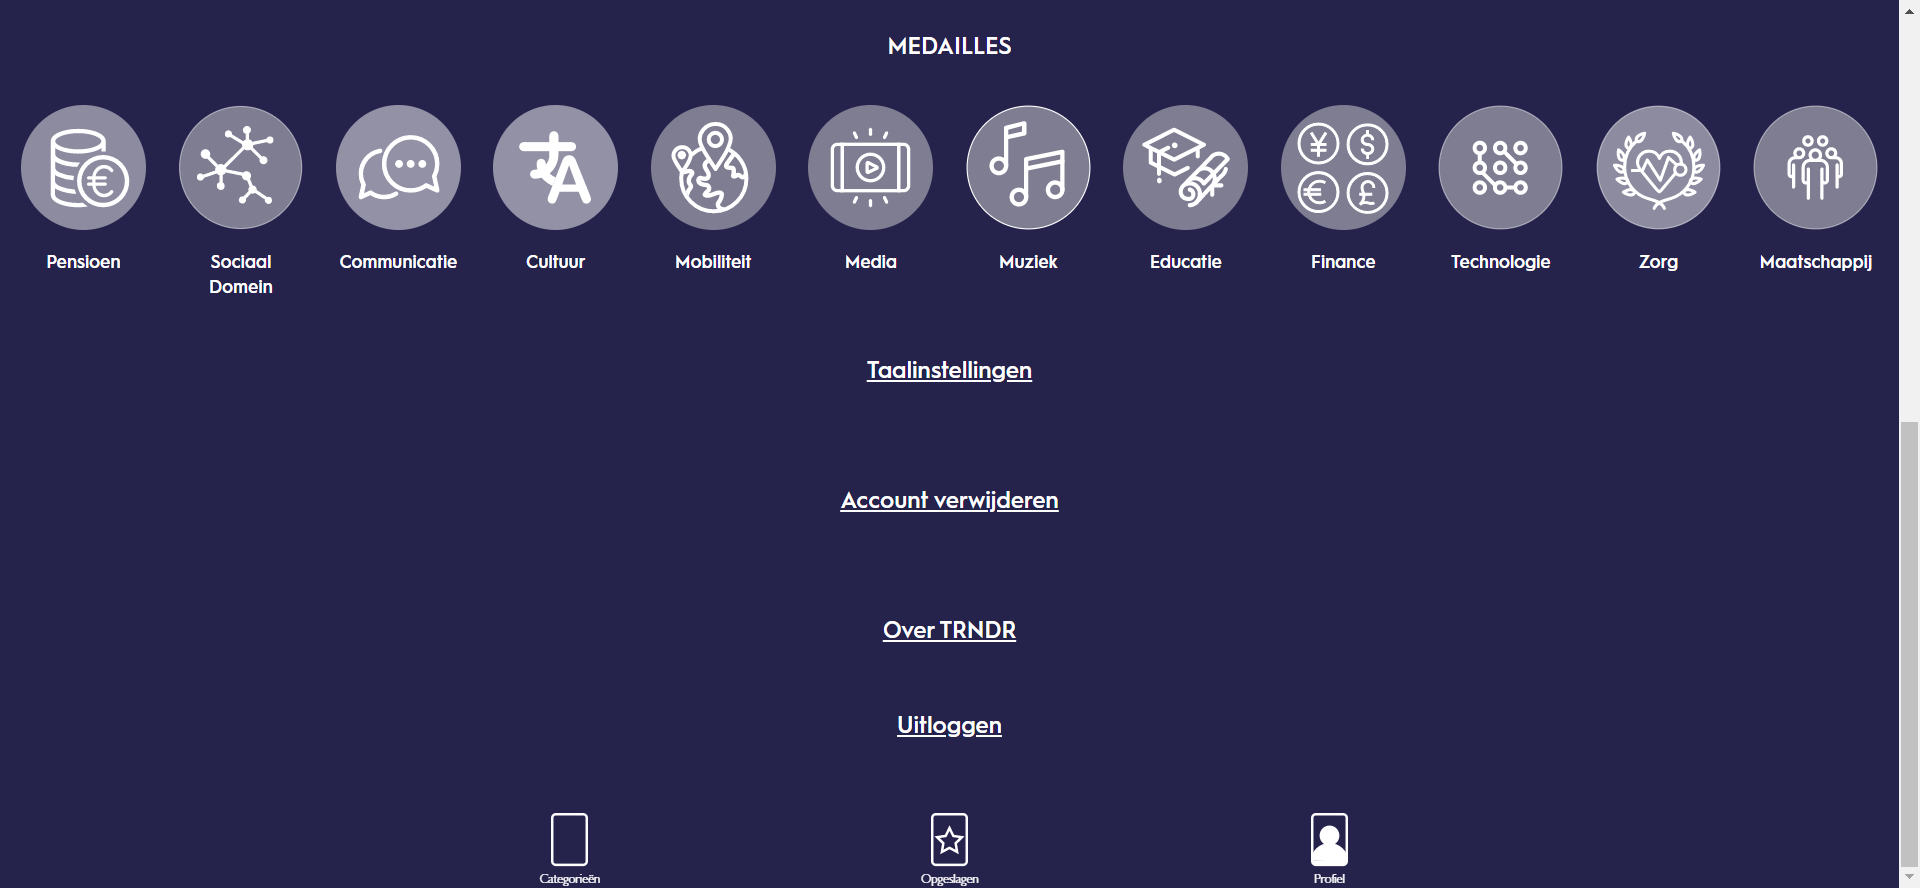 MEDAILLES
Pensioen
Sociaal
Domein
Communicatie
Cultuur
Mobiliteit
Media
Muziek
Educatie
Finance
Technologie
Zorg
Maatschappij
Taalinstellingen
Account verwijderen
Over TRNDR
Uitloggen
Categorieën
Opgeslagen
Profiel